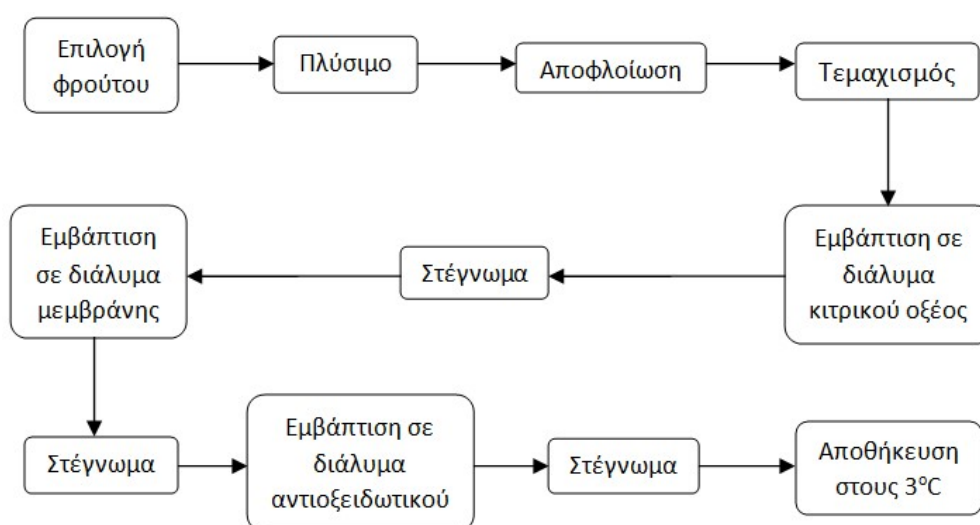 Επιλογή
φρούτου
Πλύσιμο
Αποφλοίωση
Τεμαχισμός
Εμβάπτιση σε
διάλυμα
κιτρικού οξέος
Στέγνωμα
Εμβάπτιση
σε διάλυμα
μεμβράνης
Στέγνωμα
Εμβάπτιση σε
διάλυμα
αντιοξειδωτικού
Στέγνωμα
Αποθήκευση
στους 3°C